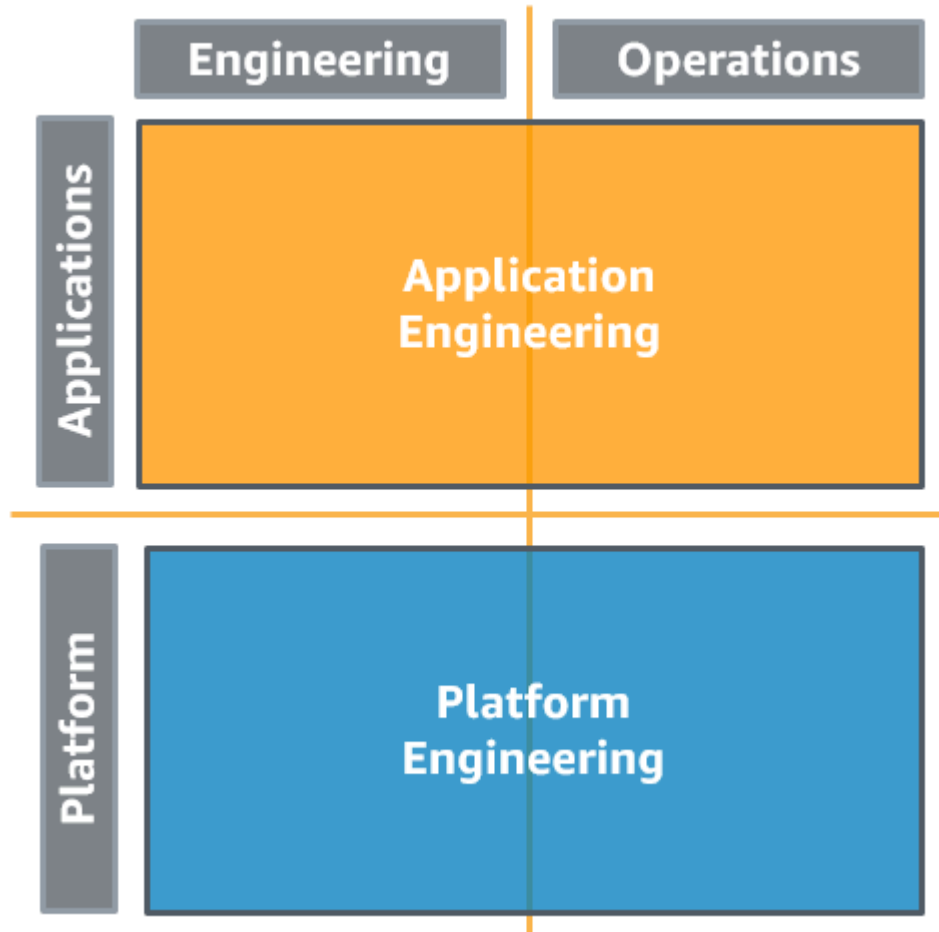 Engineering
Operations
Applications
Application
Engineering
Platform
Platform
Engineering